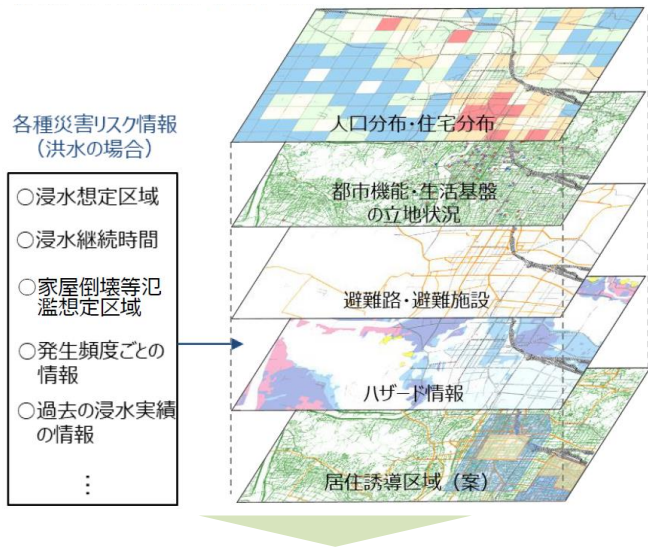 各種災害リスク情報
（洪水の場合）
○浸水想定区域
○浸水継続時間
○家屋倒壊等氾
濫想定区域
○発生頻度ごとの
情報
○過去の浸水実績
の情報
⋮
人口分布・住宅分布
都市機能・生活基盤
の立地状況
避難路・避難施設
ハザード情報
居住誘導区域（案）